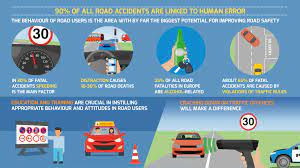 90% OF ALL ROAD ACCIDENTS ARE LINKED TO HUMAN ERROR
THE BEHAVIOUR OF ROAD USERS IS THE AREA WITH BY FAR THE BIGGEST POTENTIAL FOR IMPROVING ROAD SAFETY
30
IN 30% OF FATAL
ACCIDENTS SPEEDING
IS THE MAIN FACTOR
DISTRACTION CAUSES
10-30% OF ROAD DEATHS
25% OF ALL ROAD
FATALITIES IN EUROPE
ARE ALCOHOL-RELATED
ABOUT 65% OF FATAL
ACCIDENTS ARE CAUSED BY
VIOLATIONS OF TRAFFIC RULES
EDUCATION AND TRAINING ARE CRUCIAL IN INSTILLING
APPROPRIATE BEHAVIOUR AND ATTITUDES IN ROAD USERS
CRACKING DOWN ON TRAFFIC OFFENCES
WILL MAKE A DIFFERENCE
30